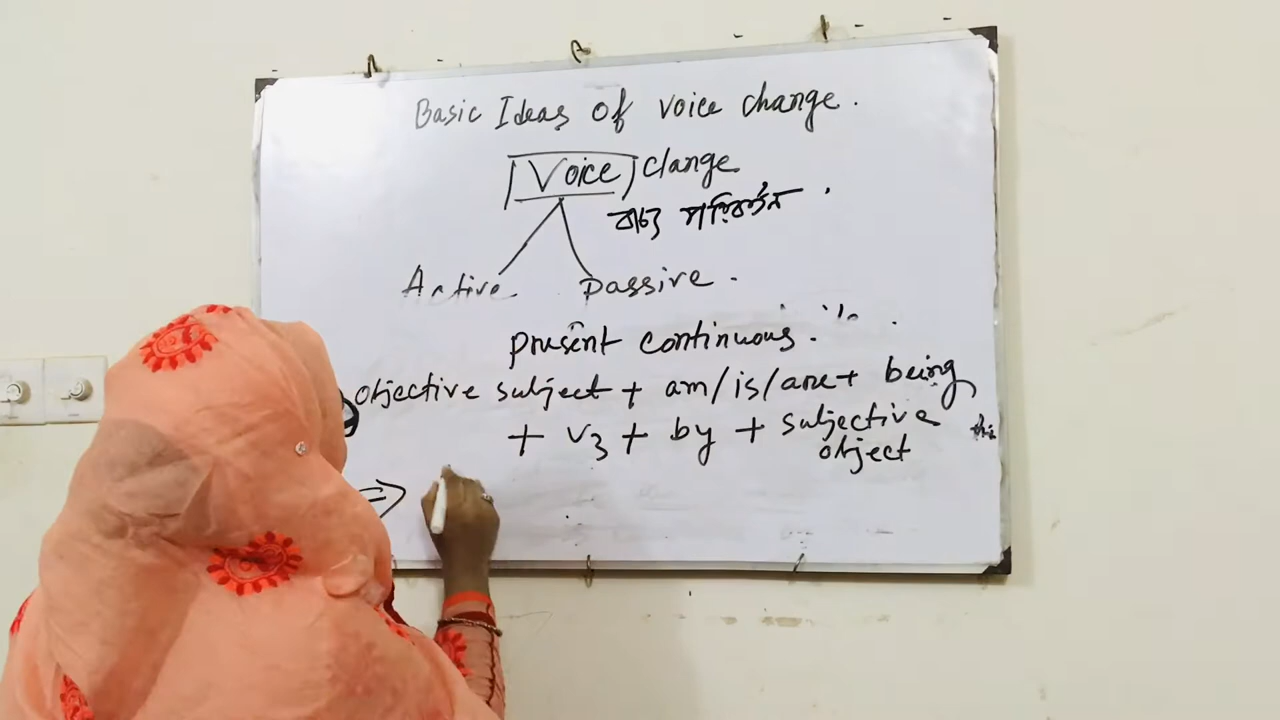 Basic Ideas of voice change.
Voice change
বাচ্য পরিবর্তন
Active Passive.
present continuous.
objective subject + am/is/are + being
+ v3 + by + subjective
object
⇒